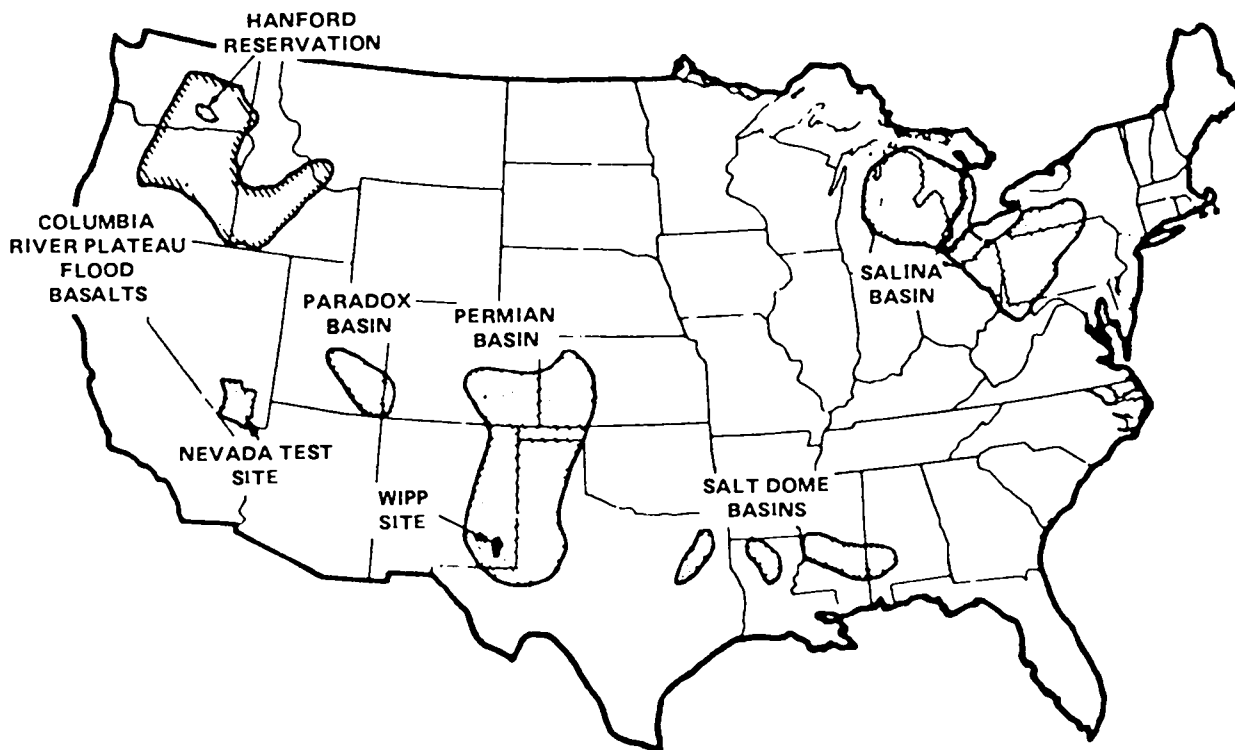 HANFORD
RESERVATION
COLUMBIA
RIVER PLATEAU
FLOOD
BASALTS
PARADOX
BASIN
PERMIAN
BASIN
SALINA
BASIN
NEVADA TEST
SITE
WIPP
SITE
SALT DOME
BASINS